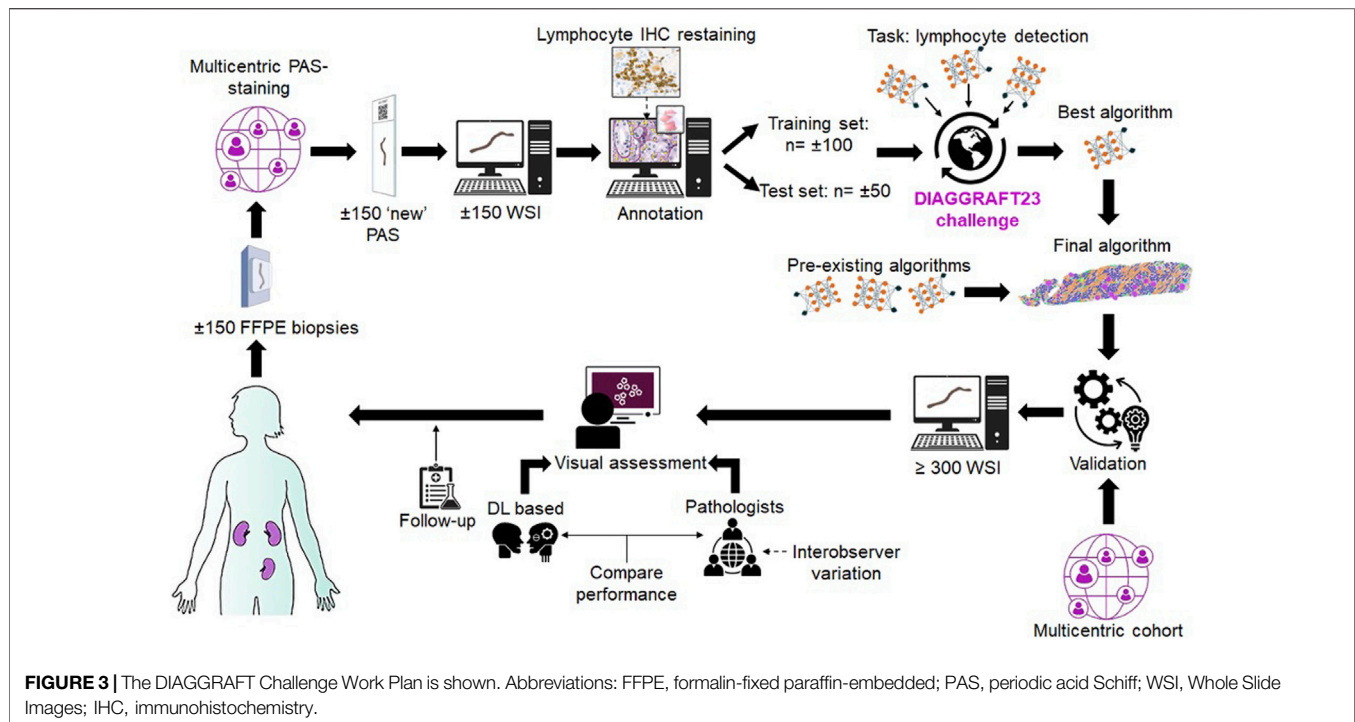 Lymphocyte IHC restaining
Task: lymphocyte detection
Multicentric PAS-
staining
Training set:
n= ±100
Best algorithm
Test set: n= ±50
±150 ‘new’
PAS
±150 WSI
Annotation
DIAGGRAFT23
challenge
Final algorithm
Pre-existing algorithms
±150 FFPE biopsies
Visual assessment
≥ 300 WSI
Validation
Follow-up
DL based
Pathologists
Interobserver
variation
Compare
performance
Multicentric cohort
FIGURE 3 | The DIAGGRAFT Challenge Work Plan is shown. Abbreviations: FFPE, formalin-fixed paraffin-embedded; PAS, periodic acid Schiff; WSI, Whole Slide
Images; IHC, immunohistochemistry.